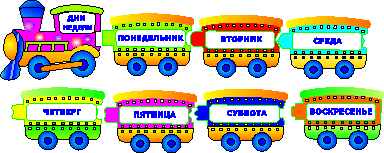 ДНИ
НЕДЕЛИ
ПОНЕДЕЛЬНИК
ВТОРНИК
СРЕДА
ЧЕТВЕРГ
ПЯТНИЦА
СУББОТА
ВОСКРЕСЕНЬЕ